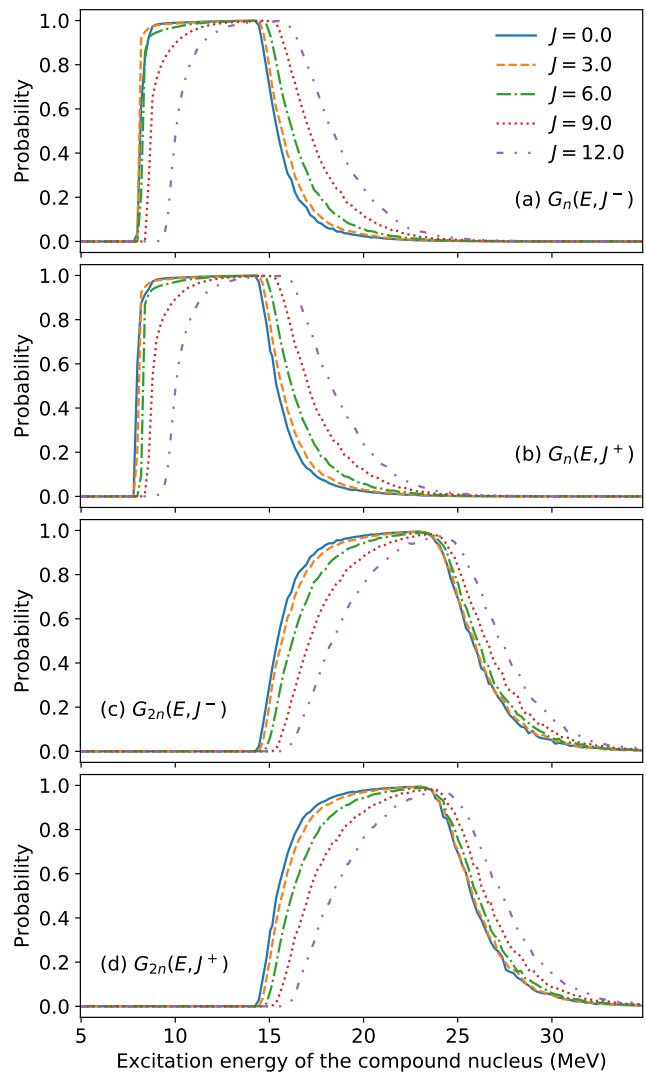 1.0
0.8
0.6
0.4
0.2
0.0
Probability
J = 0.0
J = 3.0
J = 6.0
J = 9.0
J = 12.0
(a) Gₙ(E, J⁻)
1.0
0.8
0.6
0.4
0.2
0.0
Probability
(b) Gₙ(E, J⁺)
1.0
0.8
0.6
0.4
0.2
0.0
Probability
(c) G₂ₙ(E, J⁻)
1.0
0.8
0.6
0.4
0.2
0.0
Probability
(d) G₂ₙ(E, J⁺)
5 10 15 20 25 30
Excitation energy of the compound nucleus (MeV)